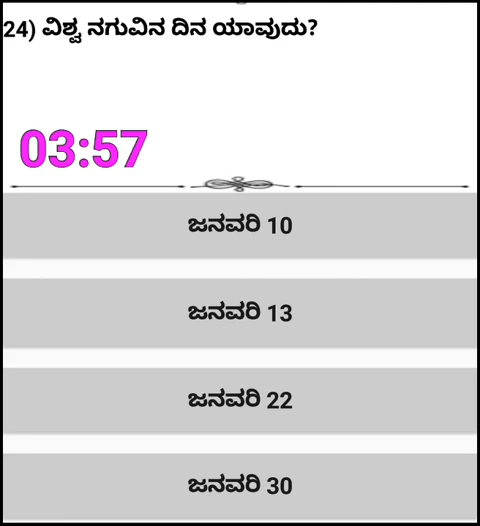 24) ವಿಶ್ವ ನಗುವಿನ ದಿನ ಯಾವುದು?
03:57
ಜನವರಿ 10
ಜನವರಿ 13
ಜನವರಿ 22
ಜನವರಿ 30